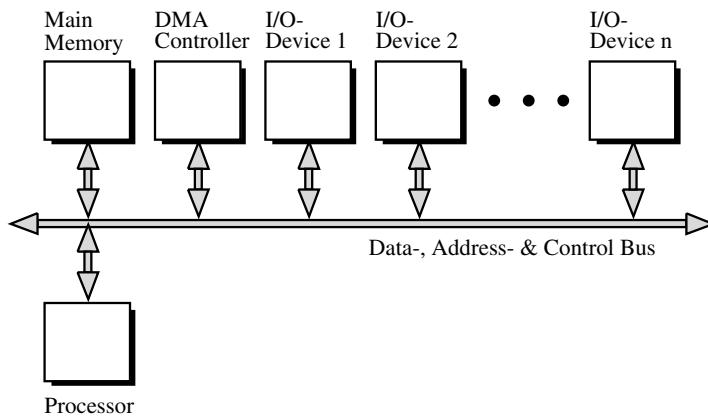 Main
Memory
DMA
Controller
I/O-
Device 1
I/O-
Device 2
I/O-
Device n
Data-, Address- & Control Bus
Processor